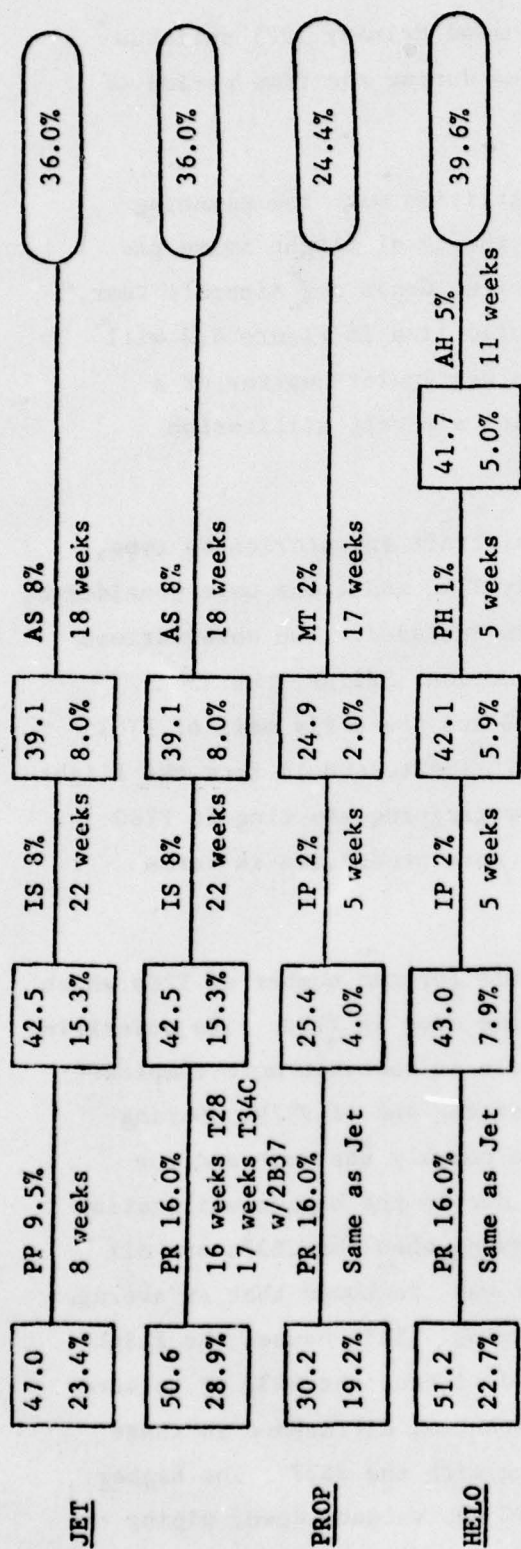 47.0 PP 9.5% 42.5 IS 8% 39.1 AS 8% 36.0%
JET 23.4% 8 weeks 15.3% 22 weeks 8.0% 18 weeks
50.6 PR 16.0% 42.5 IS 8% 39.1 AS 8% 36.0%
28.9% 16 weeks T28 15.3% 22 weeks 8.0% 18 weeks
17 weeks T34C
w/2B37
PROP 30.2 PR 16.0% 25.4 IP 2% 24.9 MT 2% 24.4%
19.2% Same as Jet 4.0% 5 weeks 2.0% 17 weeks
HELO 51.2 PR 16.0% 43.0 IP 2% 42.1 PH 1% 41.7 AH 5% 39.6%
22.7% Same as Jet 7.9% 5 weeks 5.9% 5 weeks 5.0% 11 weeks